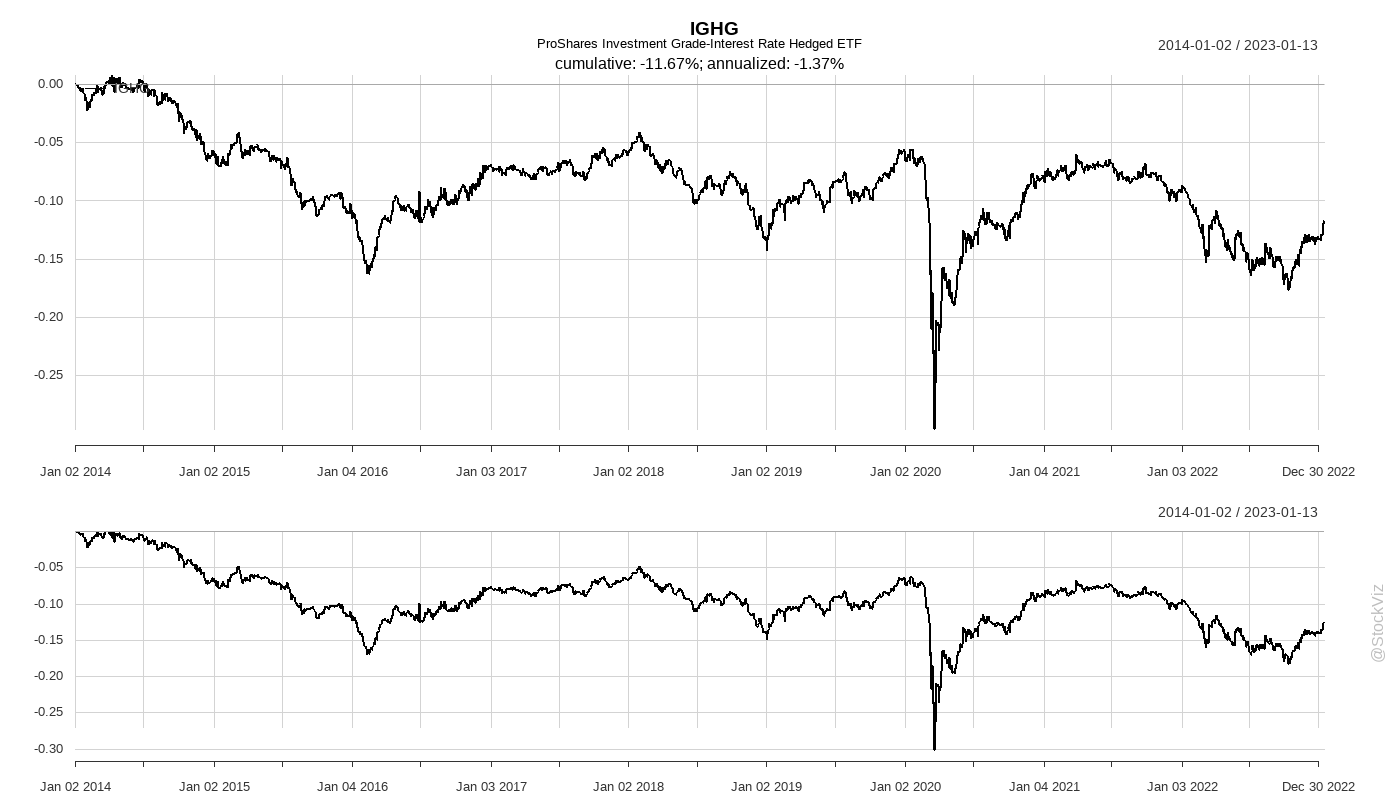 IGHG
ProShares Investment Grade-Interest Rate Hedged ETF
cumulative: -11.67%; annualized: -1.37%
2014-01-02 / 2023-01-13
IGHG
0.00
-0.05
-0.10
-0.15
-0.20
-0.25
Jan 02 2014 Jan 02 2015 Jan 04 2016 Jan 03 2017 Jan 02 2018 Jan 02 2019 Jan 02 2020 Jan 04 2021 Jan 03 2022 Dec 30 2022
2014-01-02 / 2023-01-13
-0.05
-0.10
-0.15
-0.20
-0.25
-0.30
Jan 02 2014 Jan 02 2015 Jan 04 2016 Jan 03 2017 Jan 02 2018 Jan 02 2019 Jan 02 2020 Jan 04 2021 Jan 03 2022 Dec 30 2022
@StockViz